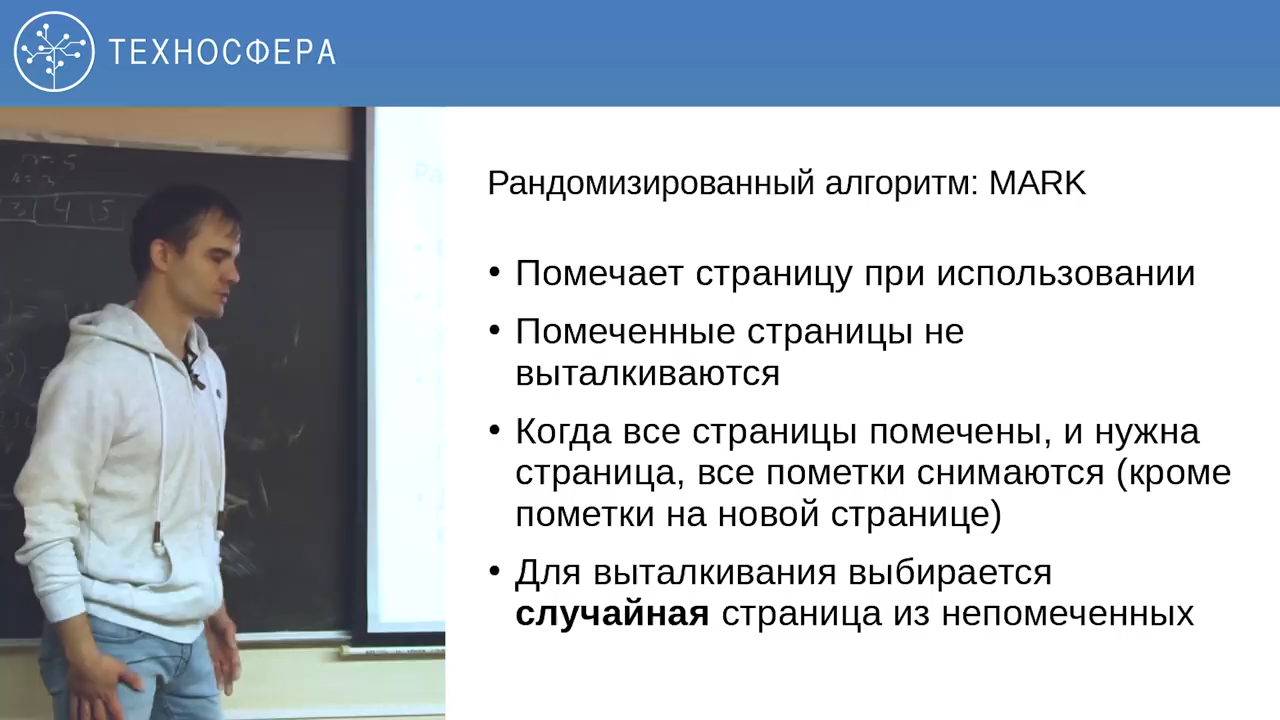 ТЕХНОСФЕРА
Рандомизированный алгоритм: MARK
• Помечает страницу при использовании
• Помеченные страницы не
выталкиваются
• Когда все страницы помечены, и нужна
страница, все пометки снимаются (кроме
пометки на новой странице)
• Для выталкивания выбирается
случайная страница из непомеченных